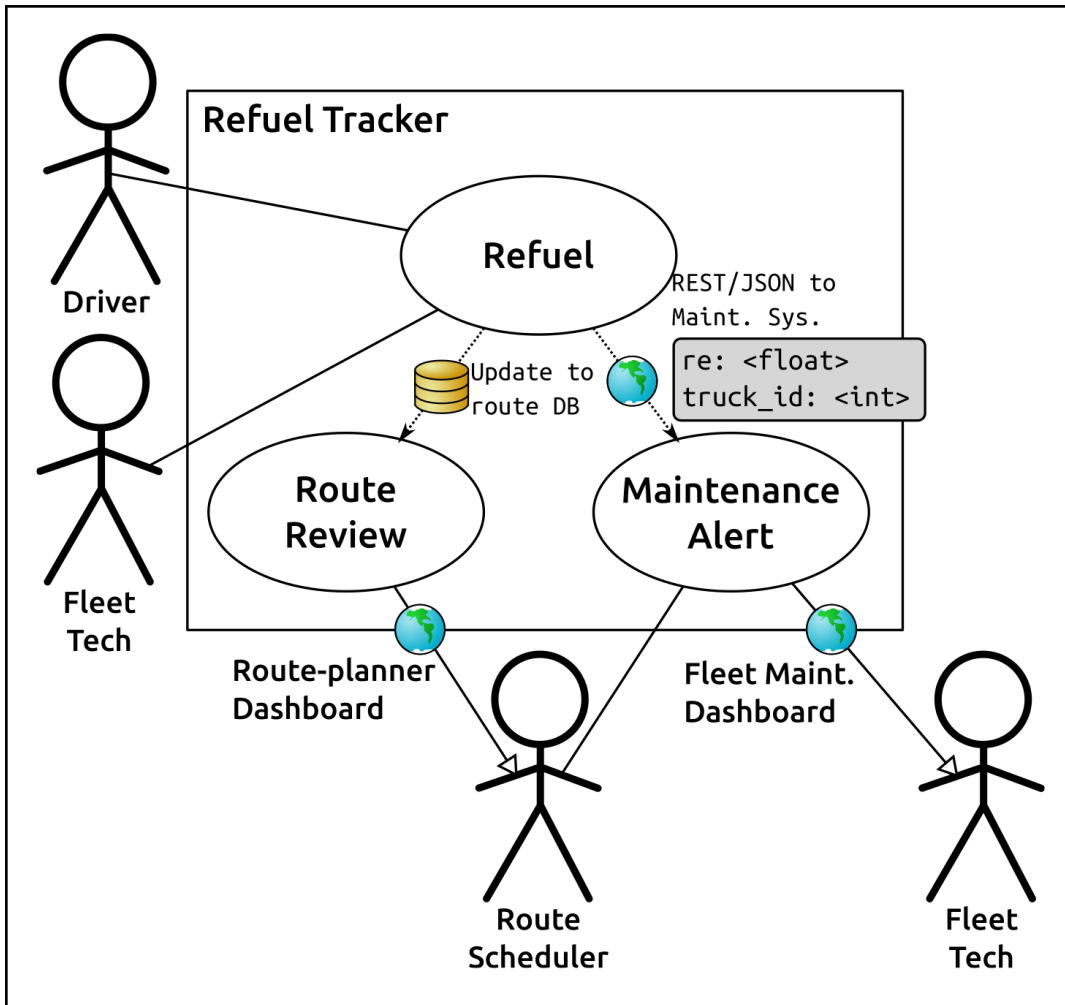 Refuel Tracker
Driver
Refuel
REST/JSON to
Maint. Sys.
re: <float>
truck_id: <int>
Update to
route DB
Fleet
Tech
Route
Review
Maintenance
Alert
Route-planner
Dashboard
Fleet Maint.
Dashboard
Route
Scheduler
Fleet
Tech